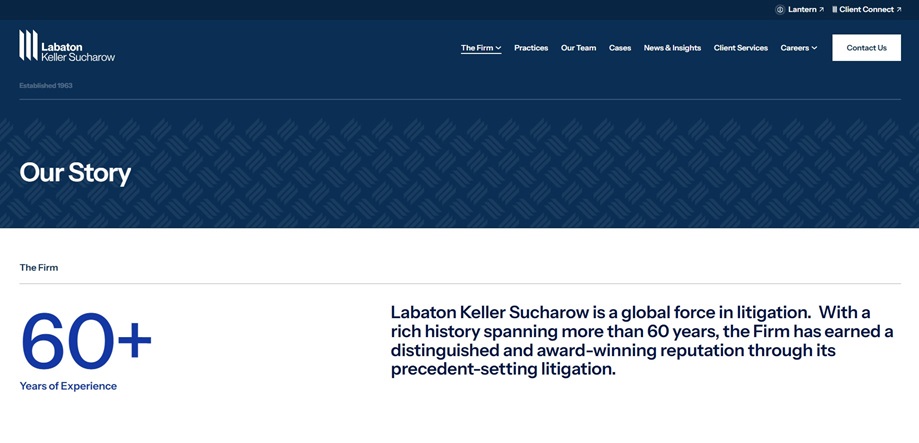 Lantern
Client Connect
Labaton
Keller Sucharow
The Firm
Practices
Our Team
Cases
News & Insights
Client Services
Careers
Contact Us
Established 1963
Our Story
The Firm
60+
Years of Experience
Labaton Keller Sucharow is a global force in litigation.  With a
rich history spanning more than 60 years, the Firm has earned a
distinguished and award-winning reputation through its
precedent-setting litigation.